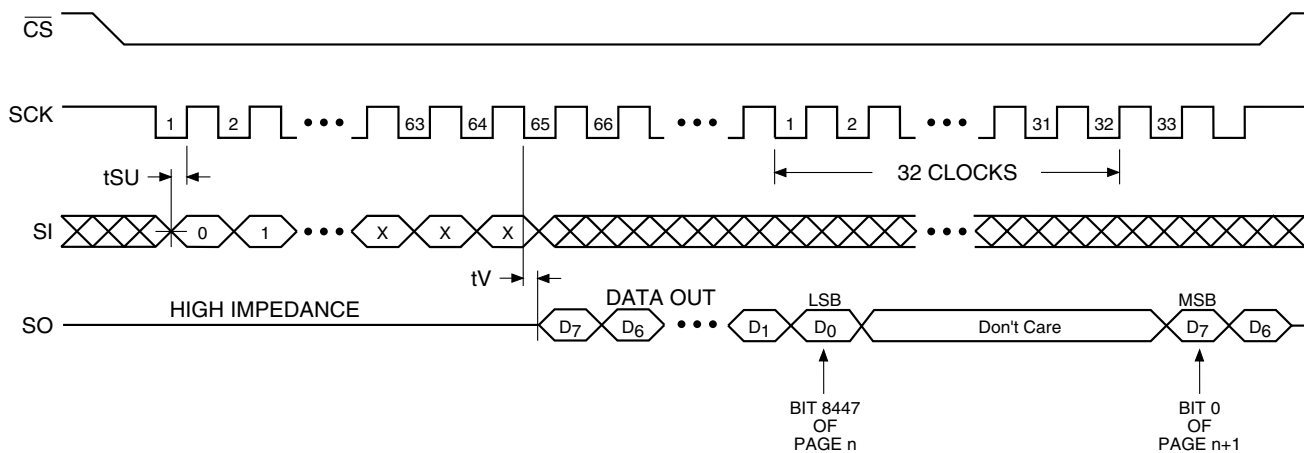 CS
SCK
1 2 ••• 63 64 65 66 ••• 1 2 ••• 31 32 33
tSU
32 CLOCKS
SI
0 1 ••• X X X •••
tV
HIGH IMPEDANCE
DATA OUT
LSB
MSB
SO
D7 D6 ••• D1 D0 Don't Care D7 D6
BIT 8447
OF
PAGE n
BIT 0
OF
PAGE n+1